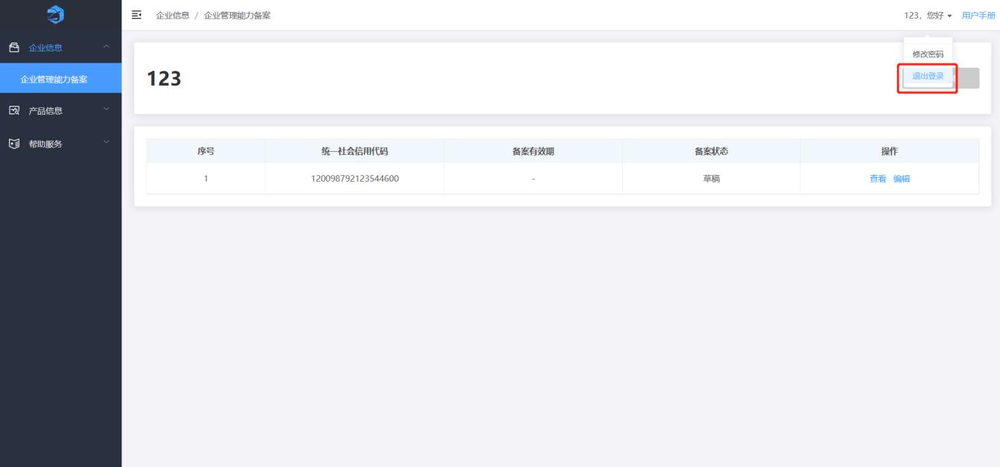 企业信息 / 企业管理能力备案
123，您好
用户手册
企业信息
企业管理能力备案
产品信息
帮助服务
修改密码
退出登录
123
序号 统一社会信用代码 备案有效期 备案状态 操作
1 120098792123544600 - 草稿 查看 编辑